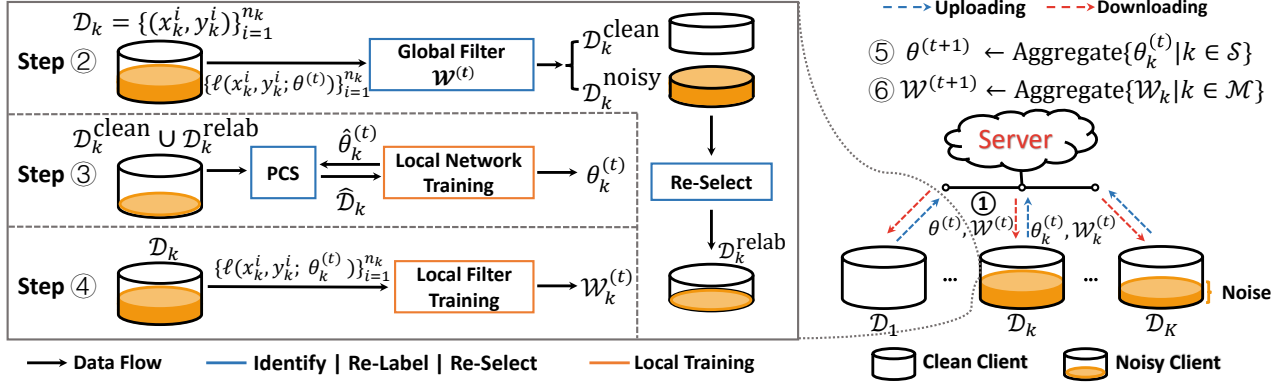 𝒟_k = {(x_k^i, y_k^i)}_{i=1}^{n_k}
Step ②
{ℓ(x_k^i, y_k^i; θ^(t))}_{i=1}^{n_k}
Global Filter
𝒲^(t)
𝒟_k^clean
𝒟_k^noisy
Re-Select
𝒟_k^relab
𝒟_k^clean ∪ 𝒟_k^relab
Step ③
PCS
θ̂_k^(t)
𝒟̂_k
Local Network
Training
θ_k^(t)
𝒟_k
Step ④
{ℓ(x_k^i, y_k^i; θ_k^(t))}_{i=1}^{n_k}
Local Filter
Training
𝒲_k^(t)
Data Flow
Identify | Re-Label | Re-Select
Local Training
Uploading
Downloading
⑤ θ^(t+1) ← Aggregate{θ_k^(t)|k ∈ 𝒮}
⑥ 𝒲^(t+1) ← Aggregate{𝒲_k|k ∈ ℳ}
Server
①
θ^(t), 𝒲^(t)
θ_k^(t), 𝒲_k^(t)
... ...
Noise
𝒟_1 𝒟_k 𝒟_K
Clean Client
Noisy Client